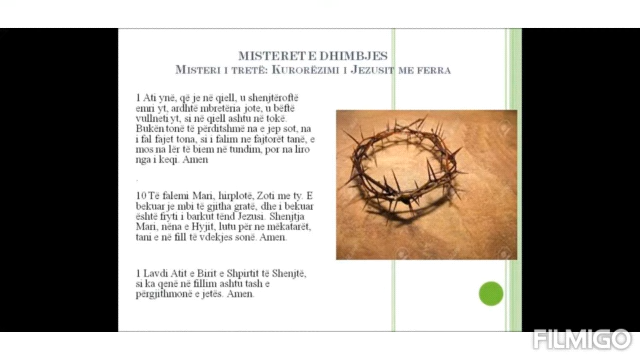 MISTERET E DHIMBJES
MISTERI I TRETË: KURORËZIMI I JEZUSIT ME FERRA
1 Ati ynë, që je në qiell, u shenjtëroftë
emri yt, ardhtë mbretëria jote, u bëftë
vullneti yt, si në qiell ashtu në tokë.
Bukën tonë të përditshmë na e jep sot, na
i fal fajet tona, si i falim ne fajtorët tanë, e
mos na lër të biem në tundim, por na liro
nga i keqi. Amen
.
10 Të falemi Mari, hirplotë, Zoti me ty. E
bekuar je mbi të gjitha gratë, dhe i bekuar
është fryti i barkut tënd Jezusi. Shenjtja
Mari, nëna e Hyjit, lutu për ne mëkatarët,
tani e në fill të vdekjes sonë. Amen.
1 Lavdi Atit e Birit e Shpirtit të Shenjtë,
si ka qenë në fillim ashtu tash e
përgjithmonë e jetës. Amen.
123RF
FILMIGO